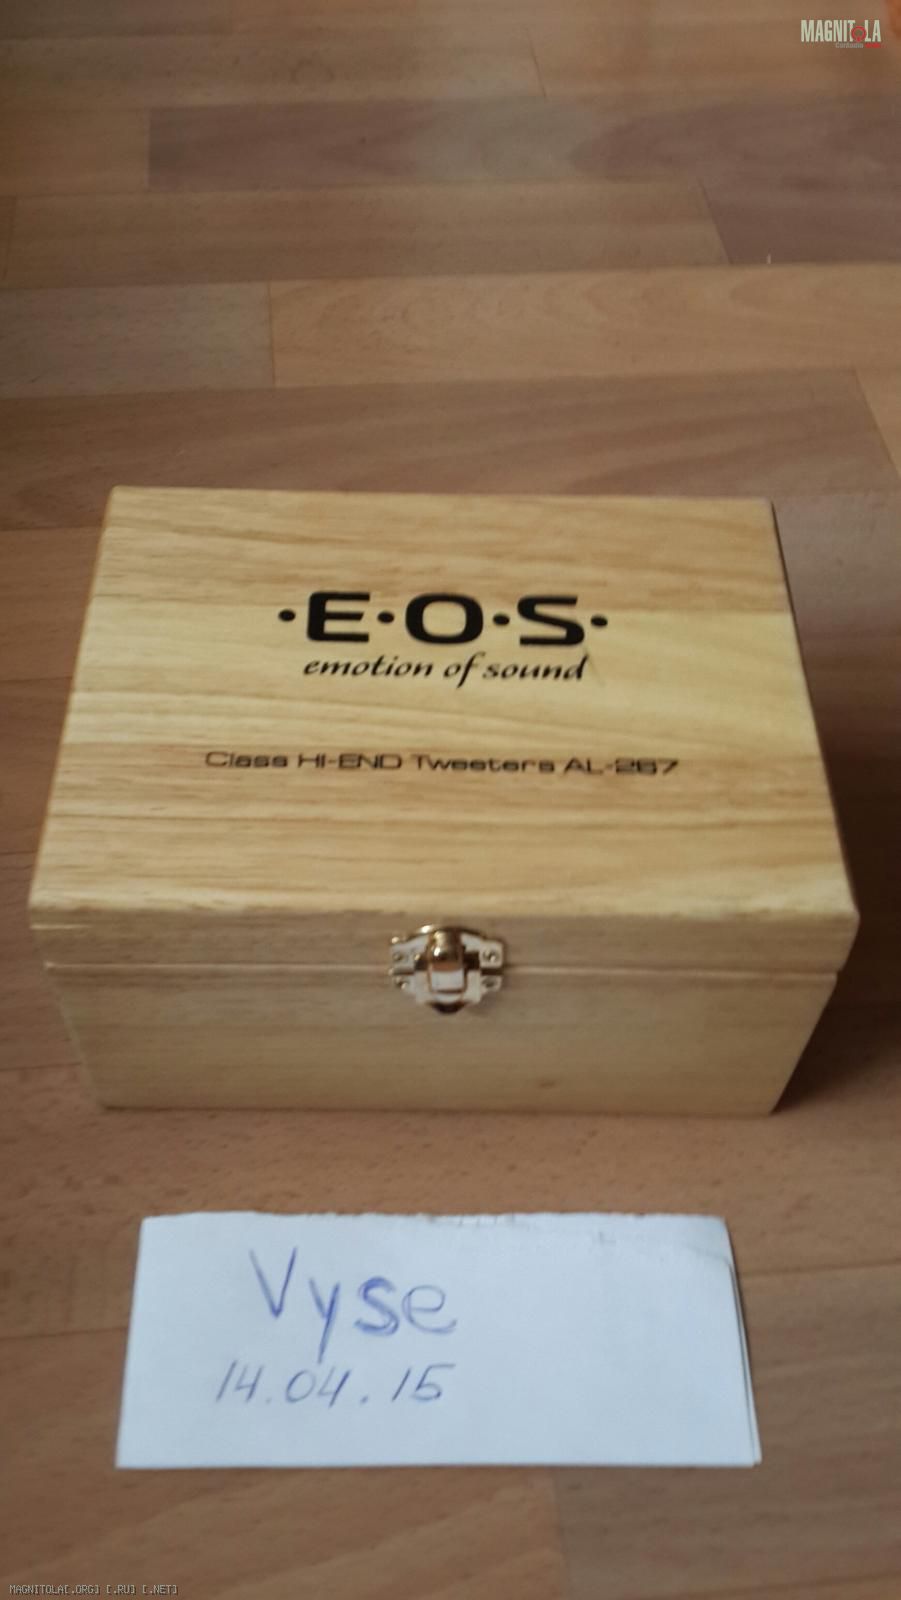 MAGNITOLA
·E·O·S·
emotion of sound
Class HI-END Tweeters AL-267
Vyse
14.04.15
MAGNITOLA[.ORG] [.RU] [.NET]